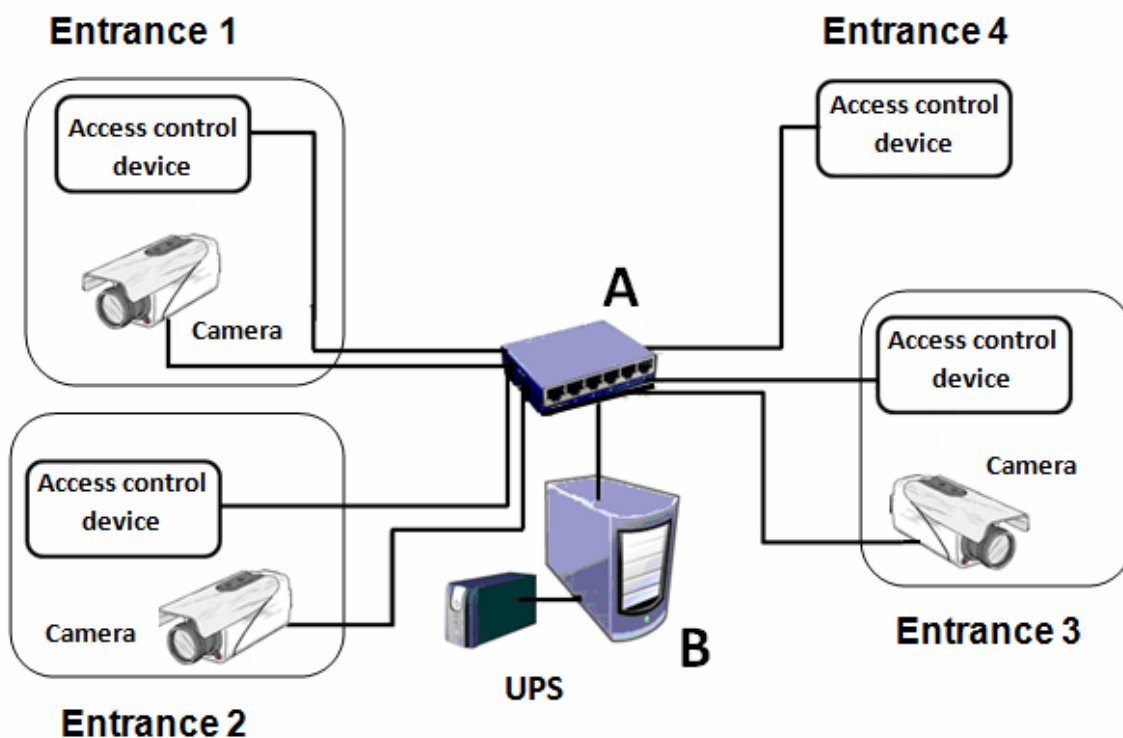 Entrance 1
Access control
device
Camera
Entrance 4
Access control
device
A
Access control
device
Camera
Entrance 3
Access control
device
Camera
Entrance 2
B
UPS